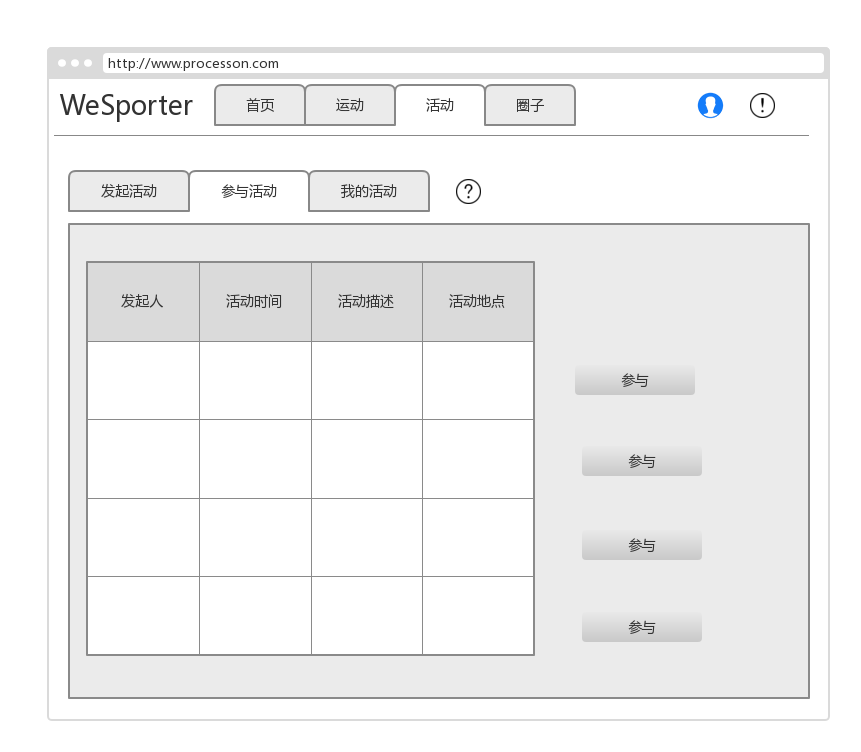 http://www.processon.com
WeSporter 首页 运动 活动 圈子
发起活动 参与活动 我的活动 ?
发起人 活动时间 活动描述 活动地点
参与
参与
参与
参与